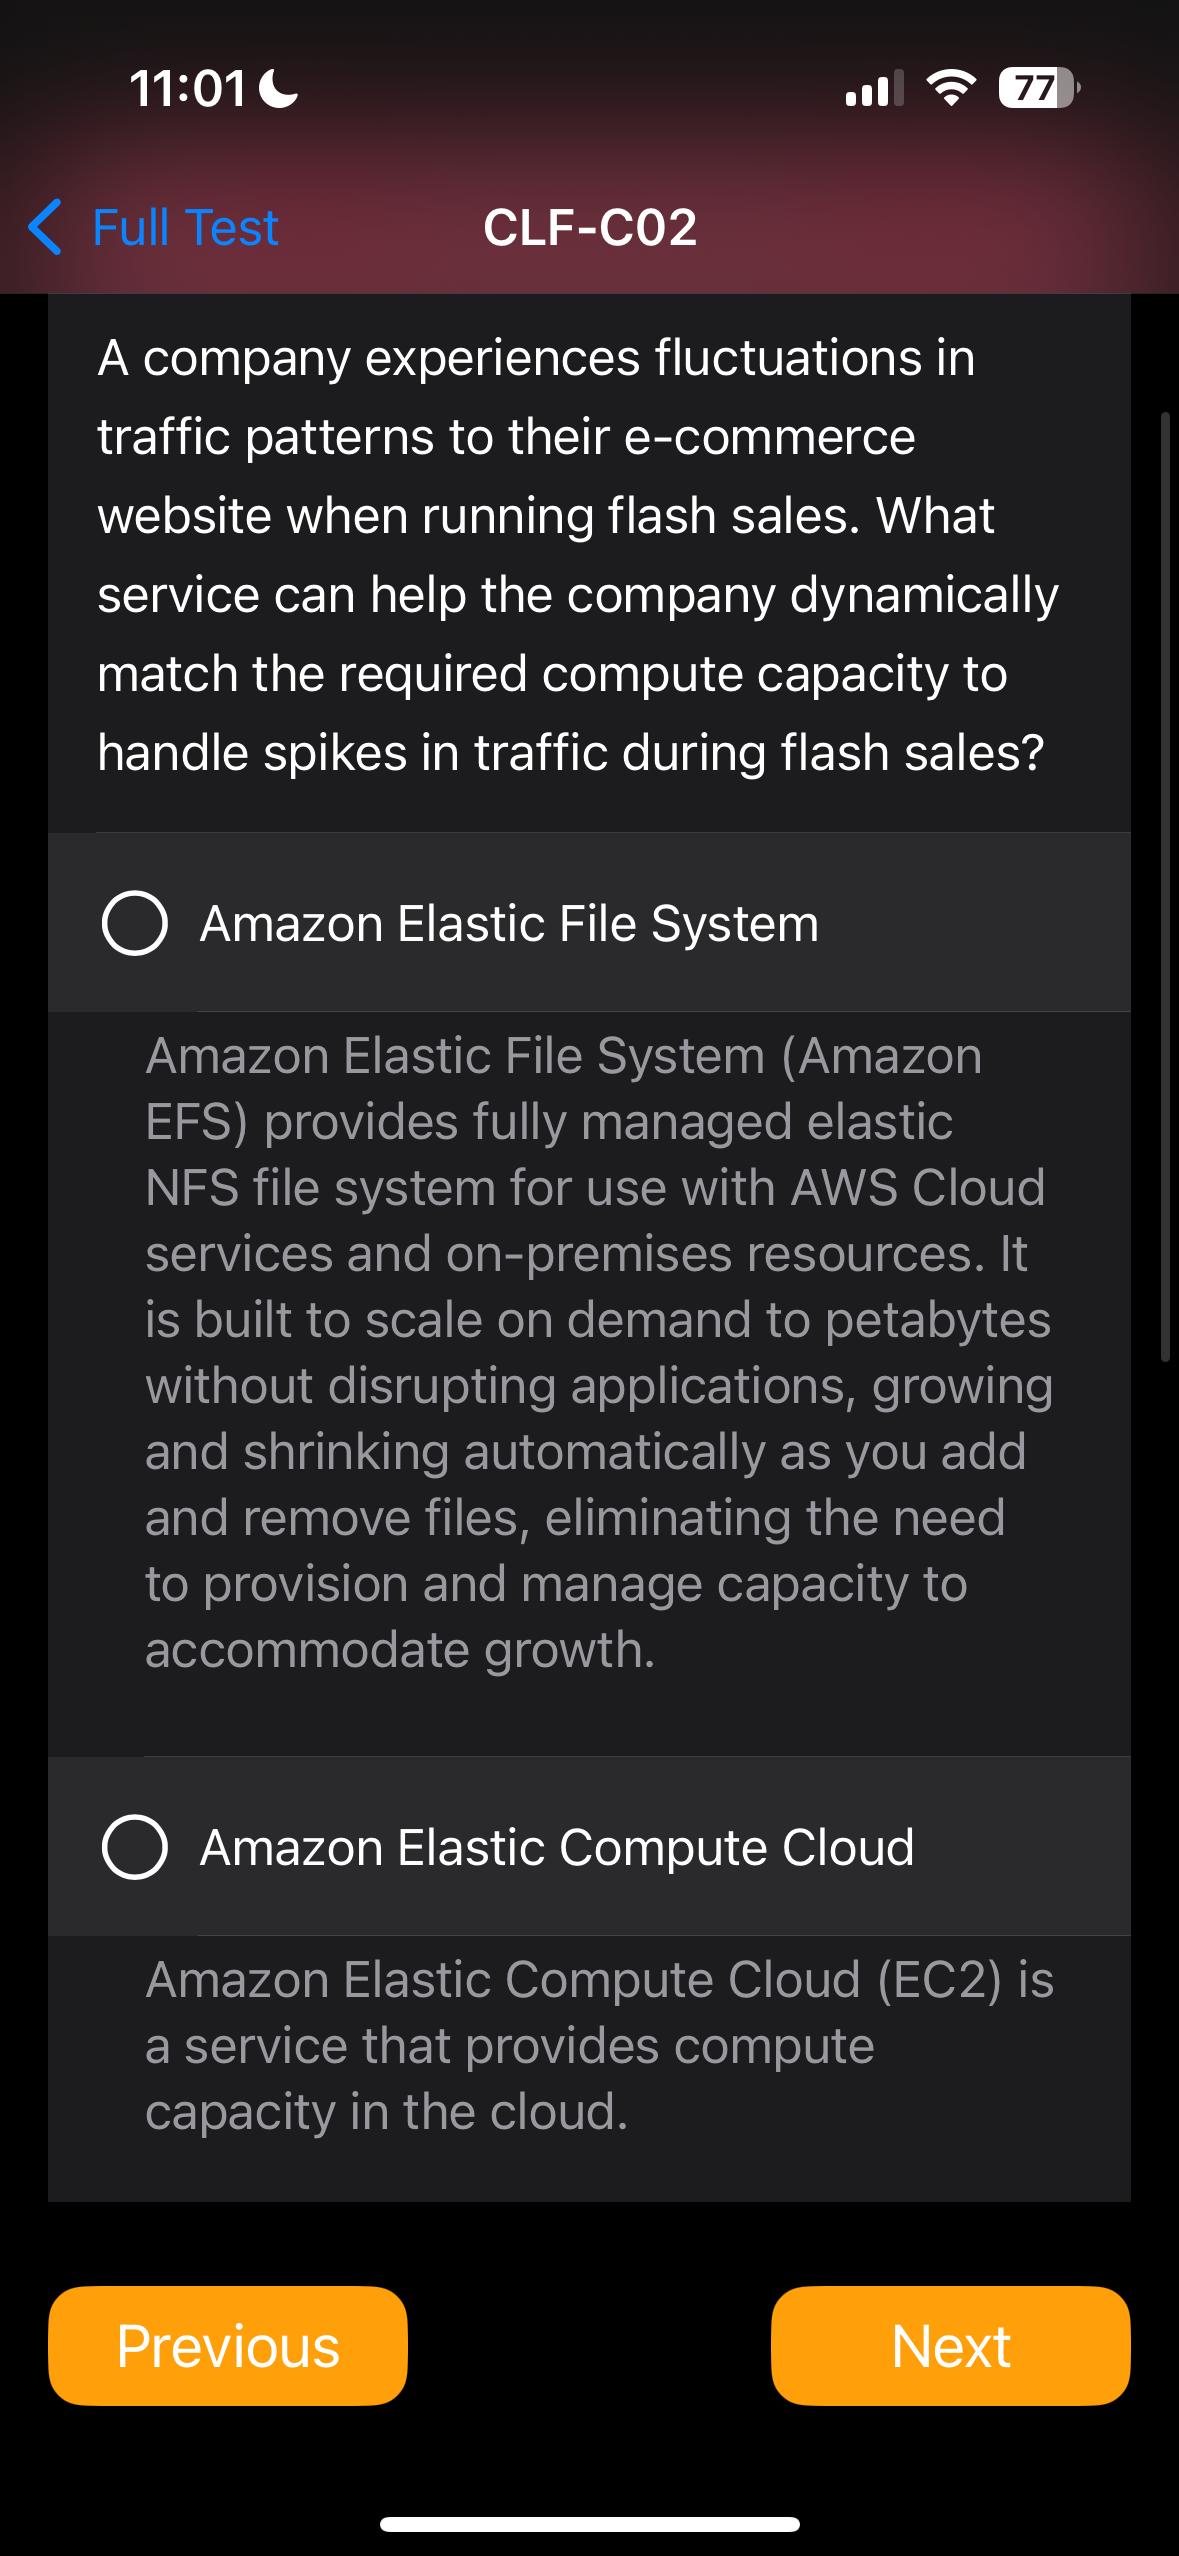 11:01
77
Full Test
CLF-C02
A company experiences fluctuations in
traffic patterns to their e-commerce
website when running flash sales. What
service can help the company dynamically
match the required compute capacity to
handle spikes in traffic during flash sales?
Amazon Elastic File System
Amazon Elastic File System (Amazon
EFS) provides fully managed elastic
NFS file system for use with AWS Cloud
services and on-premises resources. It
is built to scale on demand to petabytes
without disrupting applications, growing
and shrinking automatically as you add
and remove files, eliminating the need
to provision and manage capacity to
accommodate growth.
Amazon Elastic Compute Cloud
Amazon Elastic Compute Cloud (EC2) is
a service that provides compute
capacity in the cloud.
Previous
Next